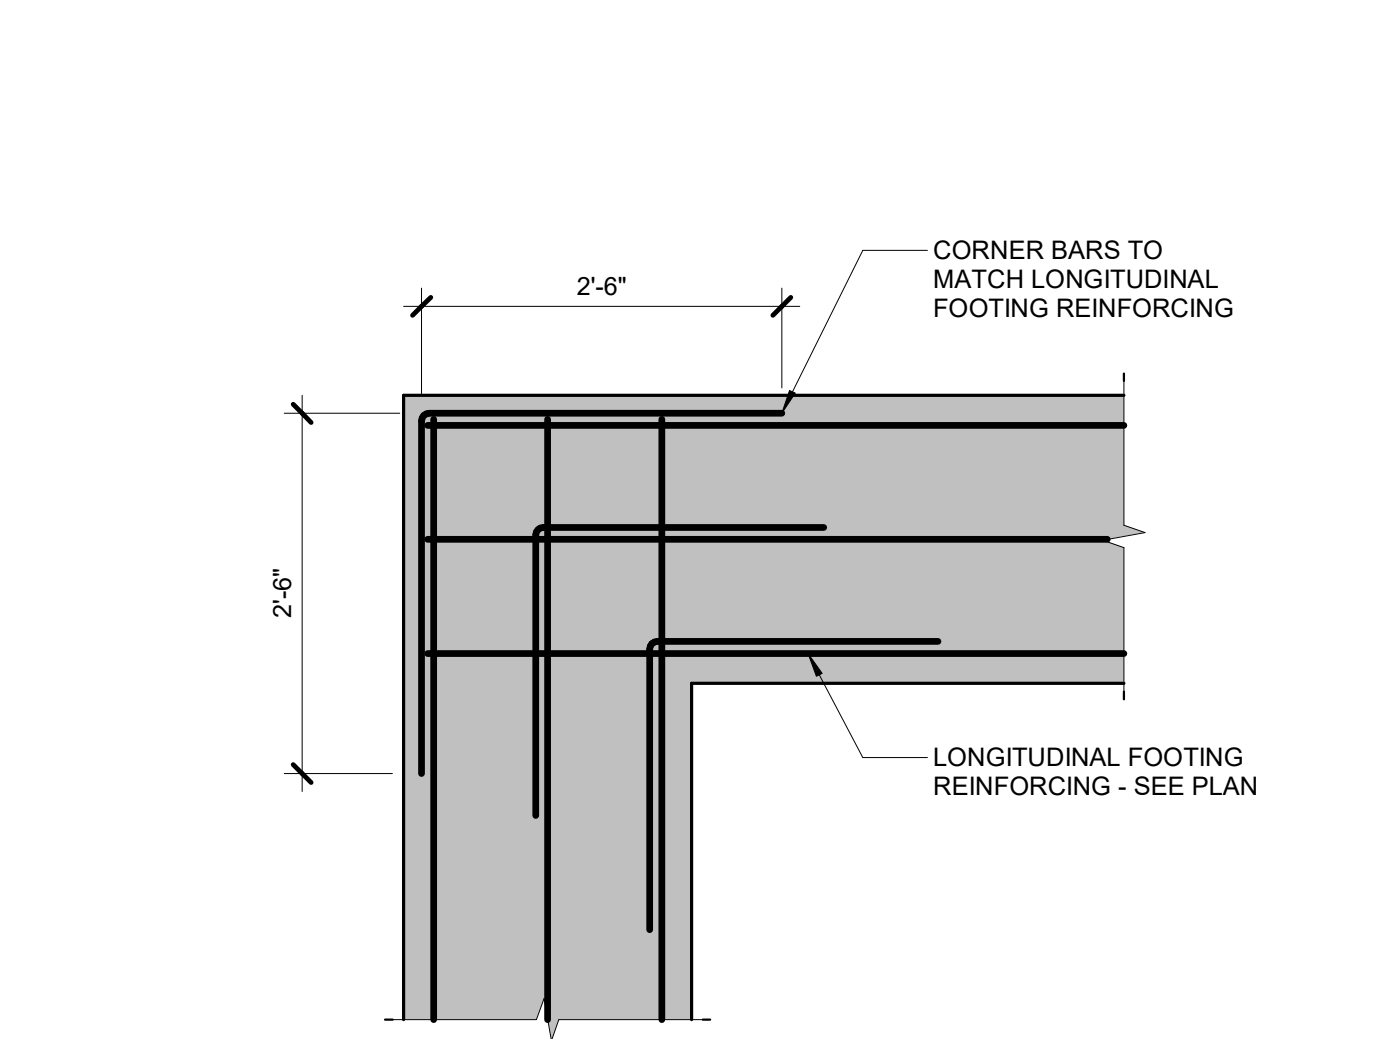 CORNER BARS TO
MATCH LONGITUDINAL
FOOTING REINFORCING
2'-6"
2'-6"
LONGITUDINAL FOOTING
REINFORCING - SEE PLAN